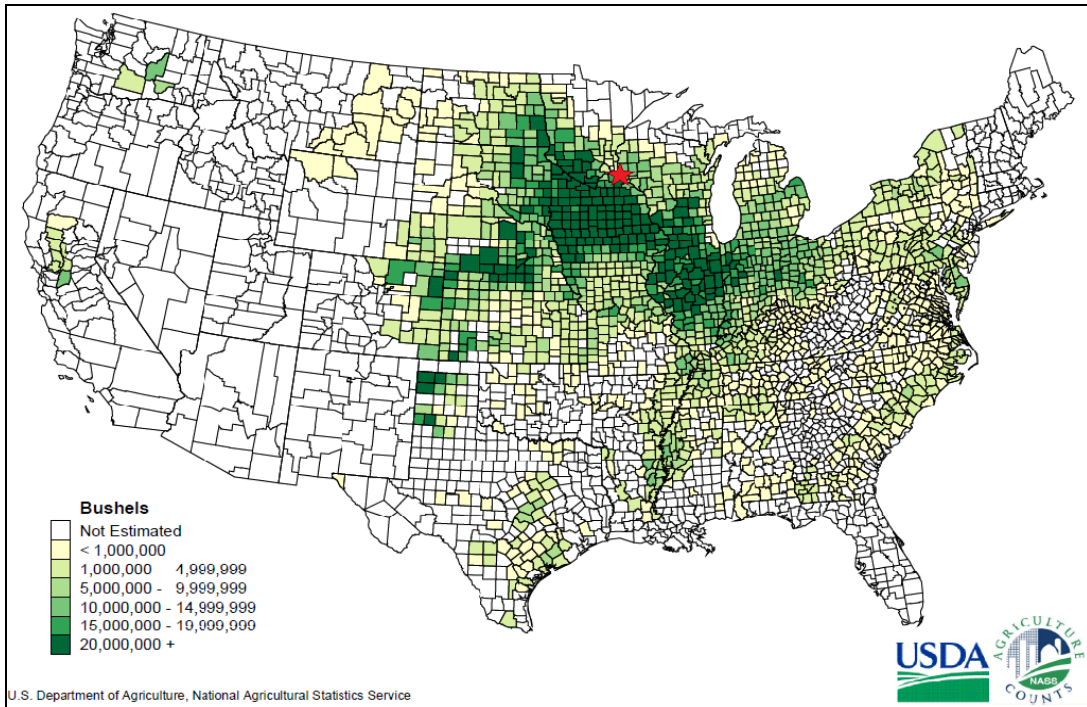 Bushels
Not Estimated
< 1,000,000
1,000,000 4,999,999
5,000,000 - 9,999,999
10,000,000 - 14,999,999
15,000,000 - 19,999,999
20,000,000 +
USDA
AGRICULTURE
NASS
COUNTS
U.S. Department of Agriculture, National Agricultural Statistics Service